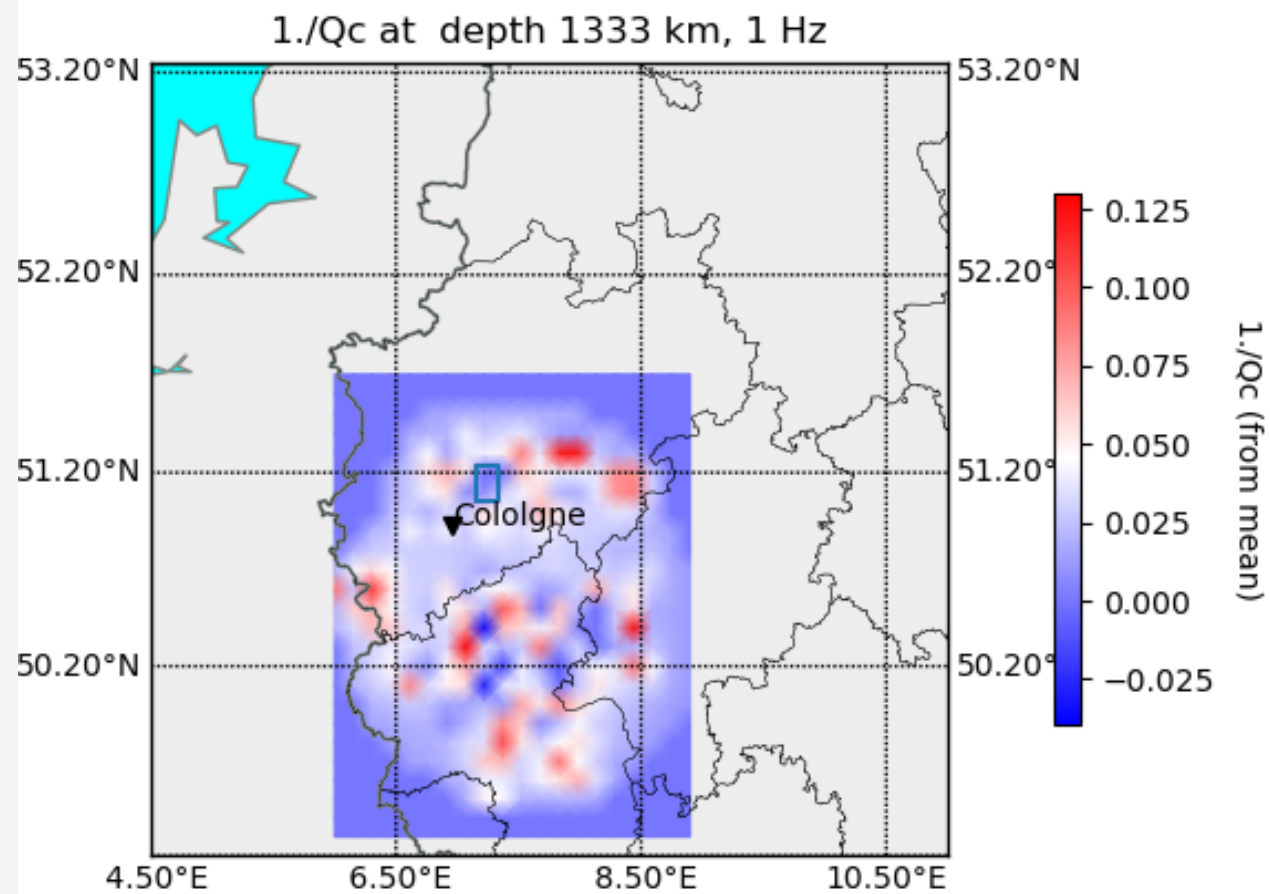 1./Qc at depth 1333 km, 1 Hz
53.20°N
53.20°N
52.20°N
52.20°
51.20°N
51.20°
50.20°N
50.20°
Cololgne
4.50°E
6.50°E
8.50°E
10.50°E
0.125
0.100
0.075
0.050
0.025
0.000
−0.025
1./Qc (from mean)